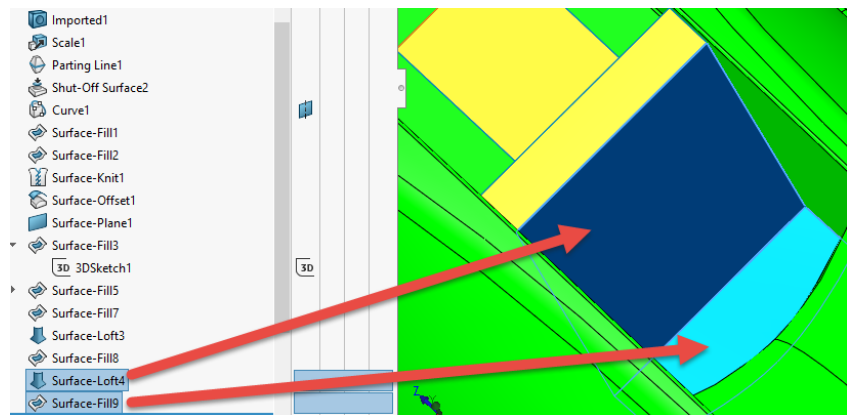 Imported1
Scale1
Parting Line1
Shut-Off Surface2
Curve1
Surface-Fill1
Surface-Fill2
Surface-Knit1
Surface-Offset1
Surface-Plane1
Surface-Fill3
3D 3DSketch1 3D
Surface-Fill5
Surface-Fill7
Surface-Loft3
Surface-Fill8
Surface-Loft4
Surface-Fill9
Z